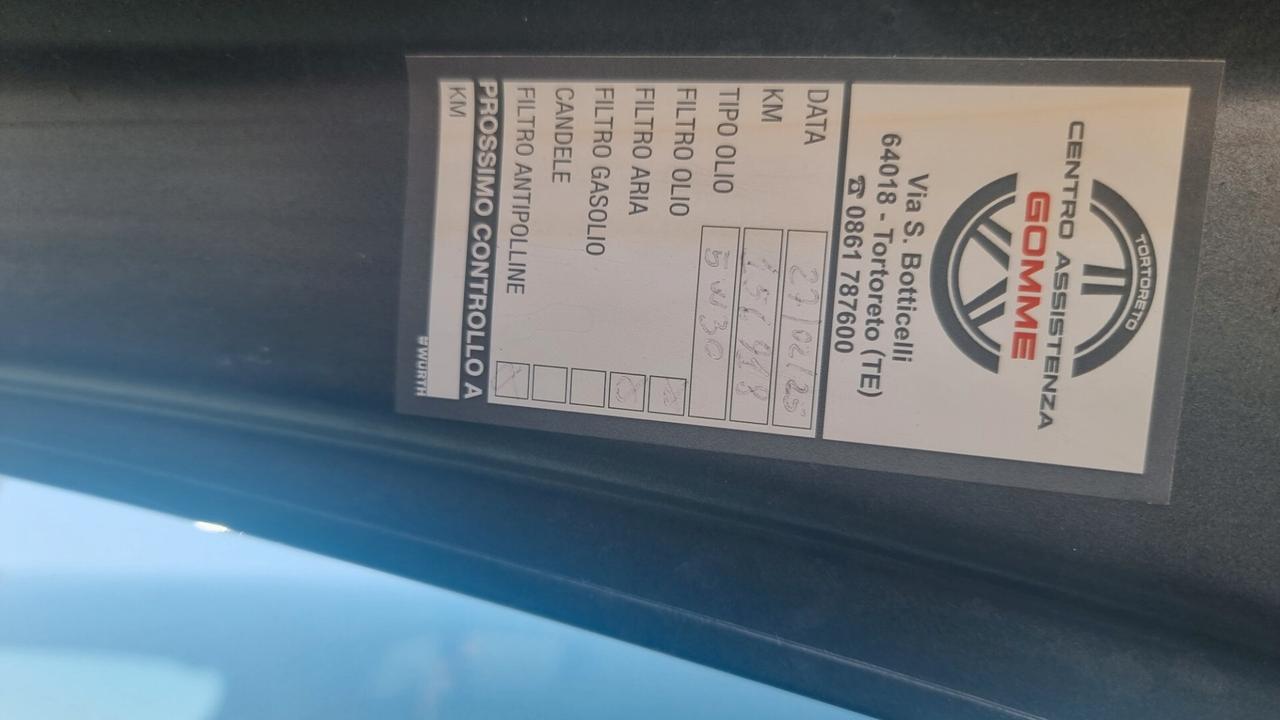 TORTORETO
CENTRO ASSISTENZA
GOMME
Via S. Botticelli
64018 - Tortoreto (TE)
☎ 0861 787600
DATA 27/02/25
KM
TIPO OLIO 5W30
FILTRO OLIO
FILTRO ARIA
FILTRO GASOLIO
CANDELE
FILTRO ANTIPOLLINE
PROSSIMO CONTROLLO A
KM
WÜRTH